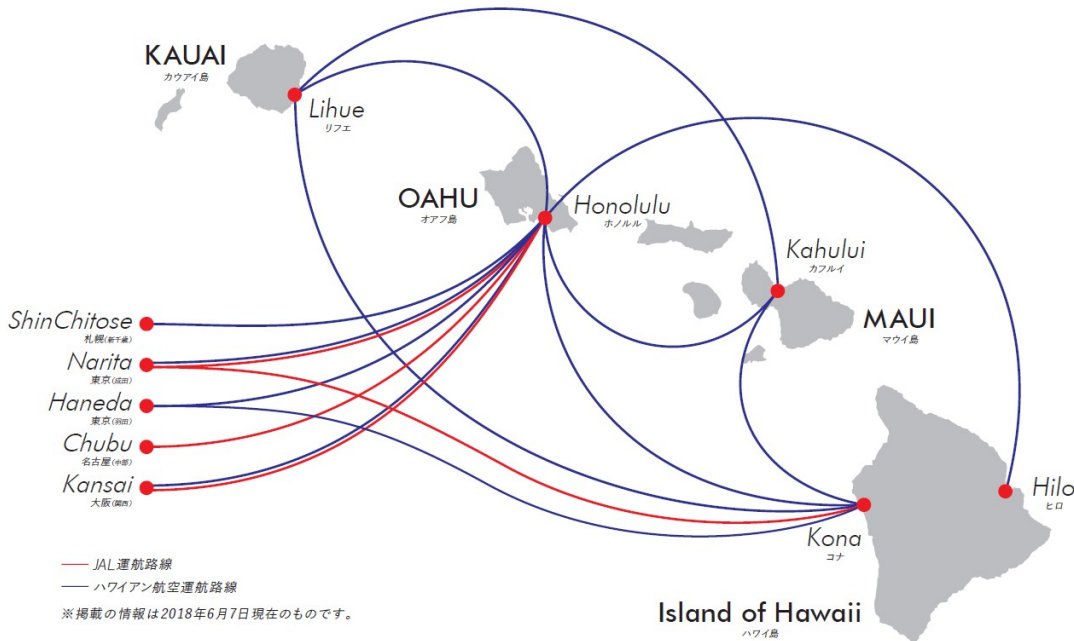 KAUAI
カウアイ島
Lihue
リフエ
OAHU
オアフ島
Honolulu
ホノルル
Kahului
カフルイ
MAUI
マウイ島
ShinChitose
札幌(新千歳)
Narita
東京(成田)
Haneda
東京(羽田)
Chubu
名古屋(中部)
Kansai
大阪(関西)
Hilo
ヒロ
Kona
コナ
Island of Hawaii
ハワイ島
JAL運航路線
ハワイアン航空運航路線
※掲載の情報は2018年6月7日現在のものです。